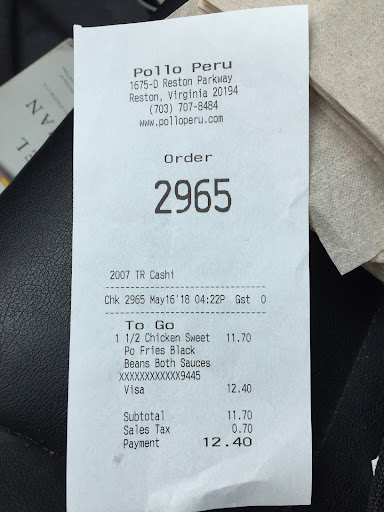 Pollo Peru
1675-D Reston Parkway
Reston, Virginia 20194
(703) 707-8484
www.polloperu.com
Order
2965
2007 TR Cashi
Chk 2965 May16'18 04:22P Gst 0
To Go
1 1/2 Chicken Sweet 11.70
Po Fries Black
Beans Both Sauces
XXXXXXXXXXXX9445
Visa 12.40
Subtotal 11.70
Sales Tax 0.70
Payment 12.40